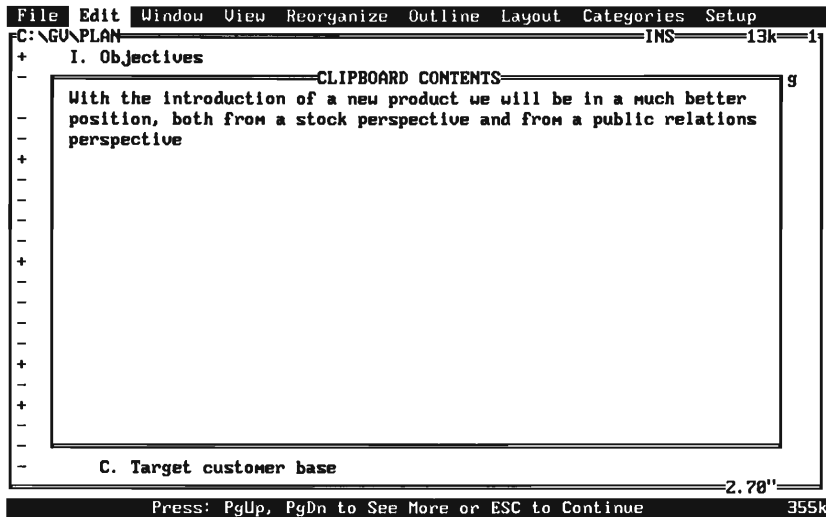 File Edit Window View Reorganize Outline Layout Categories Setup
C:\GV\PLAN INS 13k 1
+ I. Objectives
- CLIPBOARD CONTENTS g
With the introduction of a new product we will be in a much better
- position, both from a stock perspective and from a public relations
- perspective
+
-
-
-
-
+
-
-
-
-
+
-
+
-
-
- C. Target customer base
2.70"
Press: PgUp, PgDn to See More or ESC to Continue 355k